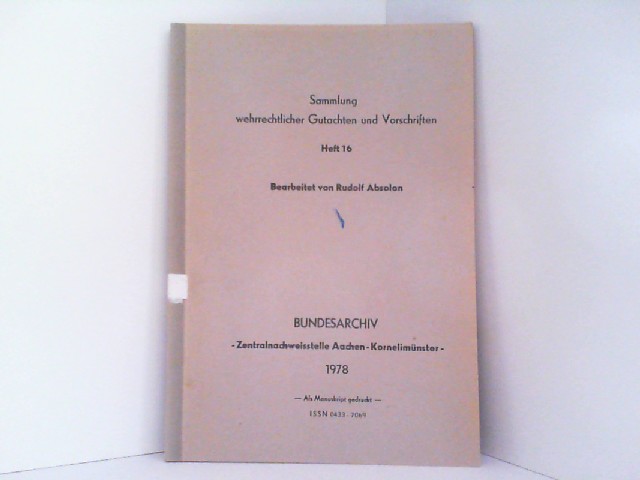 Sammlung
wehrrechtlicher Gutachten und Vorschriften
Heft 16
Bearbeitet von Rudolf Absolon
BUNDESARCHIV
- Zentralnachweisstelle Aachen - Kornelimünster -
1978
— Als Manuskript gedruckt —
ISSN 0433 - 2069